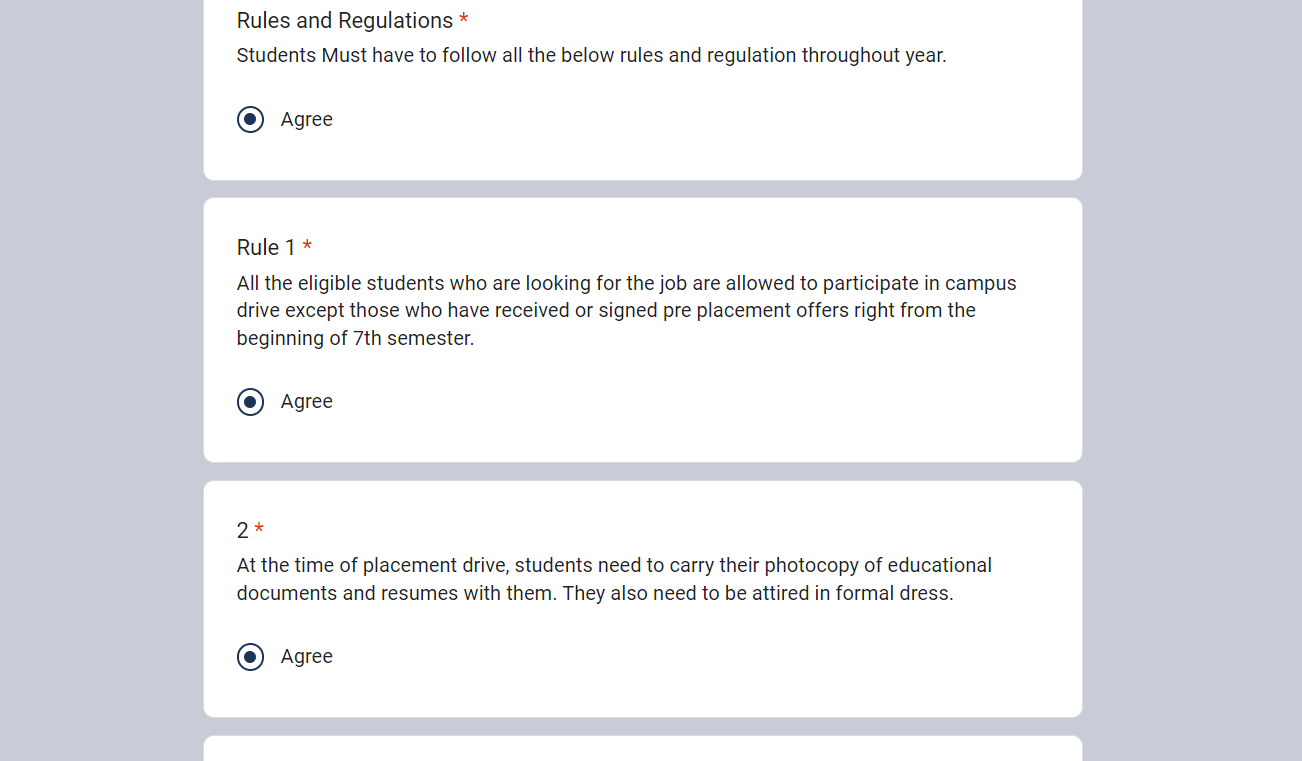 Rules and Regulations *
Students Must have to follow all the below rules and regulation throughout year.
Agree
Rule 1 *
All the eligible students who are looking for the job are allowed to participate in campus
drive except those who have received or signed pre placement offers right from the
beginning of 7th semester.
Agree
2 *
At the time of placement drive, students need to carry their photocopy of educational
documents and resumes with them. They also need to be attired in formal dress.
Agree